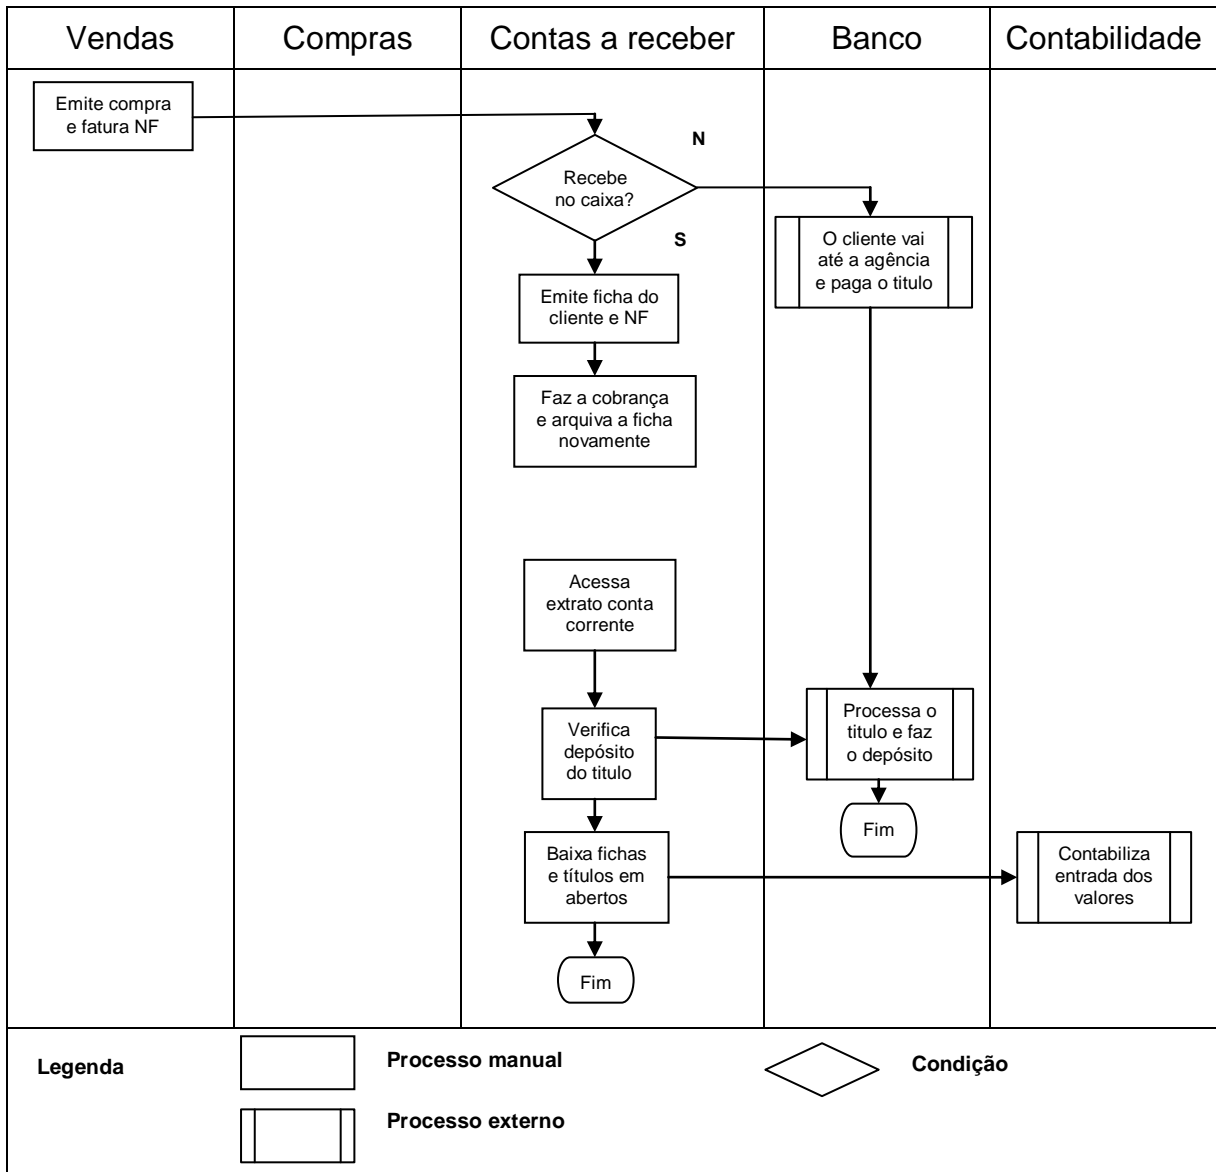 Vendas
Compras
Contas a receber
Banco
Contabilidade
Emite compra
e fatura NF
N
Recebe
no caixa?
S
O cliente vai
até a agência
e paga o titulo
Emite ficha do
cliente e NF
Faz a cobrança
e arquiva a ficha
novamente
Acessa
extrato conta
corrente
Verifica
depósito
do titulo
Processa o
titulo e faz
o depósito
Fim
Baixa fichas
e títulos em
abertos
Contabiliza
entrada dos
valores
Fim
Legenda
Processo manual
Condição
Processo externo